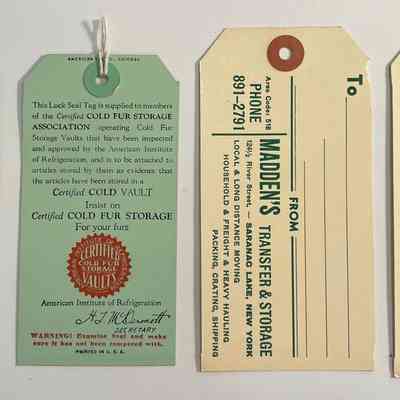 This Lock Seal Tag is supplied to members
of the Certified COLD FUR STORAGE
ASSOCIATION operating Cold Fur
Storage Vaults that have been inspected
and approved by the American Institute
of Refrigeration, and is to be attached to
articles stored by them as evidence that
the articles have been stored in a
Certified COLD VAULT
Insist on
Certified COLD FUR STORAGE
For your furs
CERTIFIED
COLD FUR
STORAGE
VAULTS
American Institute of Refrigeration
H.T. McDermott
SECRETARY
WARNING! Examine Seal and make
sure it has not been tampered with.
PRINTED IN U.S.A.
To
FROM
Area Code: 518
PHONE
891-2791
MADDEN'S TRANSFER & STORAGE
124½ River Street, — SARANAC LAKE, NEW YORK
LOCAL & LONG DISTANCE MOVING
HOUSEHOLD & FREIGHT & HEAVY HAULING
PACKING, CRATING, SHIPPING